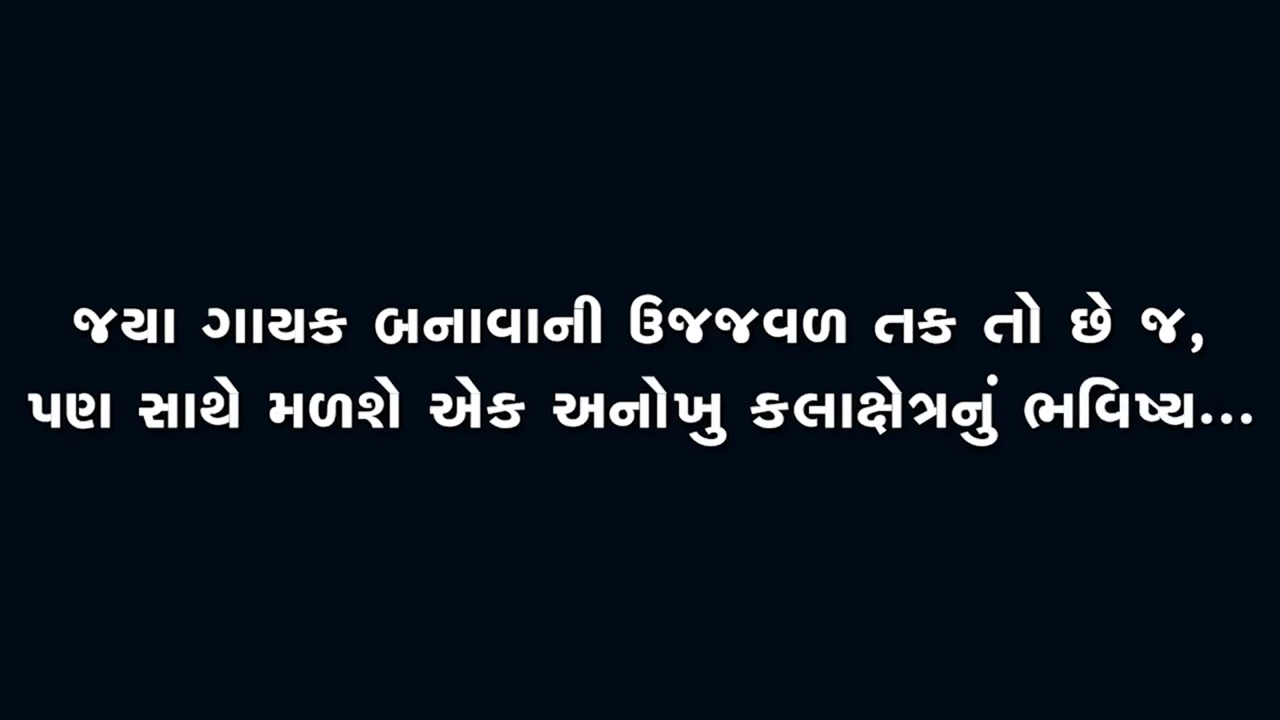 જયા ગાયક બનાવાની ઉજજવળ તક તો છે જ,
પણ સાથે મળશે એક અનોખુ કલાક્ષેત્રનું ભવિષ્ય...